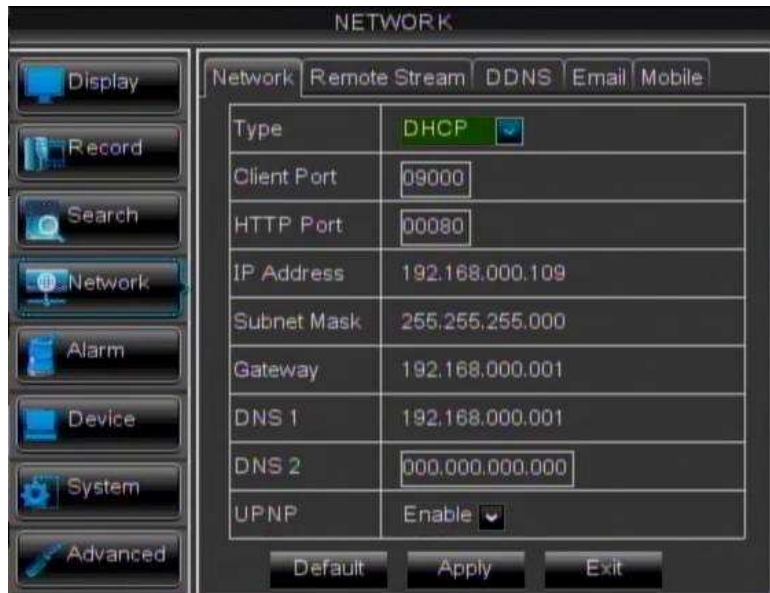 NETWORK
Display
Record
Search
Network
Alarm
Device
System
Advanced
Network Remote Stream DDNS Email Mobile
Type DHCP
Client Port 09000
HTTP Port 00080
IP Address 192.168.000.109
Subnet Mask 255.255.255.000
Gateway 192.168.000.001
DNS 1 192.168.000.001
DNS 2 000.000.000.000
UPNP Enable
Default Apply Exit